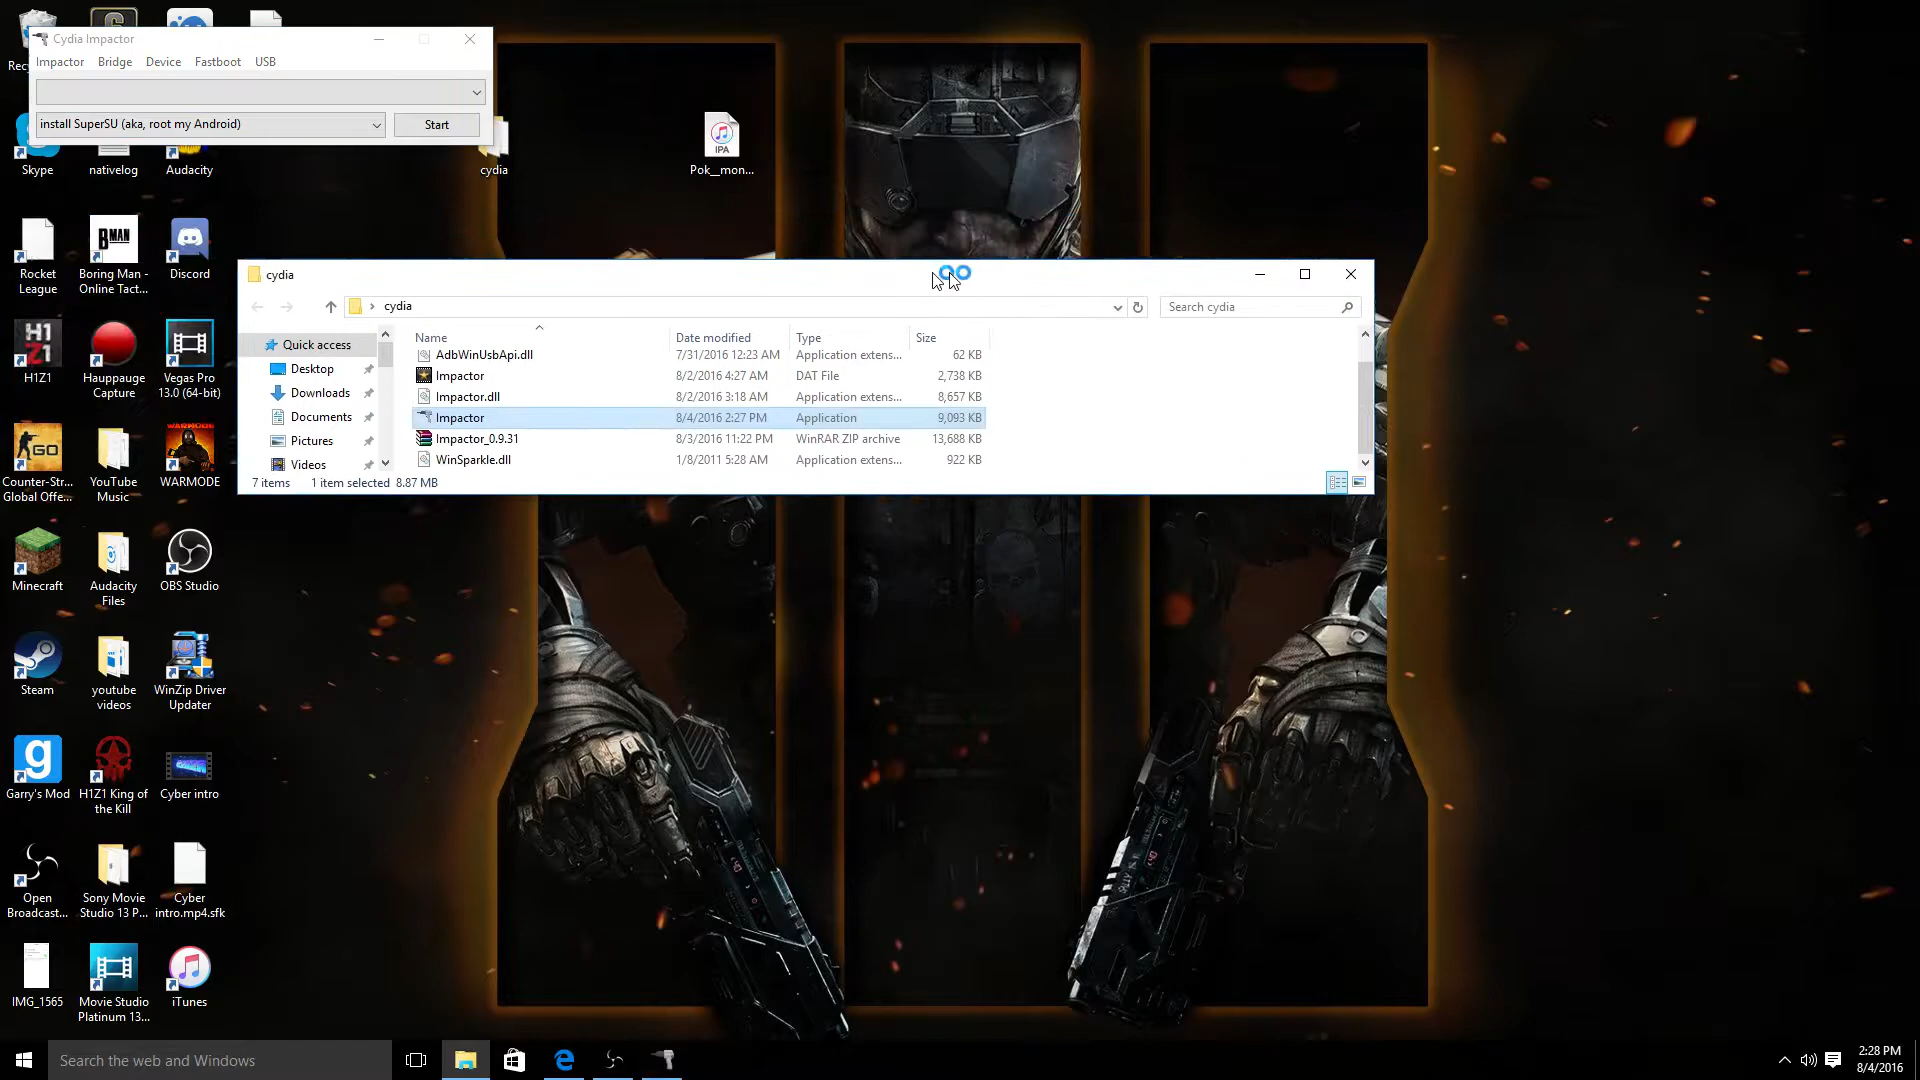 Cydia Impactor
Impactor Bridge Device Fastboot USB
install SuperSU (aka, root my Android)
Start
Skype
nativelog
Audacity
cydia
IPA
Pok__mon...
Rocket
League
Boring Man -
Online Tact...
Discord
H1Z1
Hauppauge
Capture
Vegas Pro
13.0 (64-bit)
Counter-Str...
Global Offe...
YouTube
Music
WARMODE
Minecraft
Audacity
Files
OBS Studio
Steam
youtube
videos
WinZip Driver
Updater
Garry's Mod
H1Z1 King of
the Kill
Cyber intro
Open
Broadcast...
Sony Movie
Studio 13 P...
Cyber
intro.mp4.sfk
IMG_1565
Movie Studio
Platinum 13...
iTunes
cydia
cydia
Search cydia
Quick access
Desktop
Downloads
Documents
Pictures
Videos
Name Date modified Type Size
AdbWinUsbApi.dll 7/31/2016 12:23 AM Application extens... 62 KB
Impactor 8/2/2016 4:27 AM DAT File 2,738 KB
Impactor.dll 8/2/2016 3:18 AM Application extens... 8,657 KB
Impactor 8/4/2016 2:27 PM Application 9,093 KB
Impactor_0.9.31 8/3/2016 11:22 PM WinRAR ZIP archive 13,688 KB
WinSparkle.dll 1/8/2011 5:28 AM Application extens... 922 KB
7 items 1 item selected 8.87 MB
Search the web and Windows
2:28 PM
8/4/2016